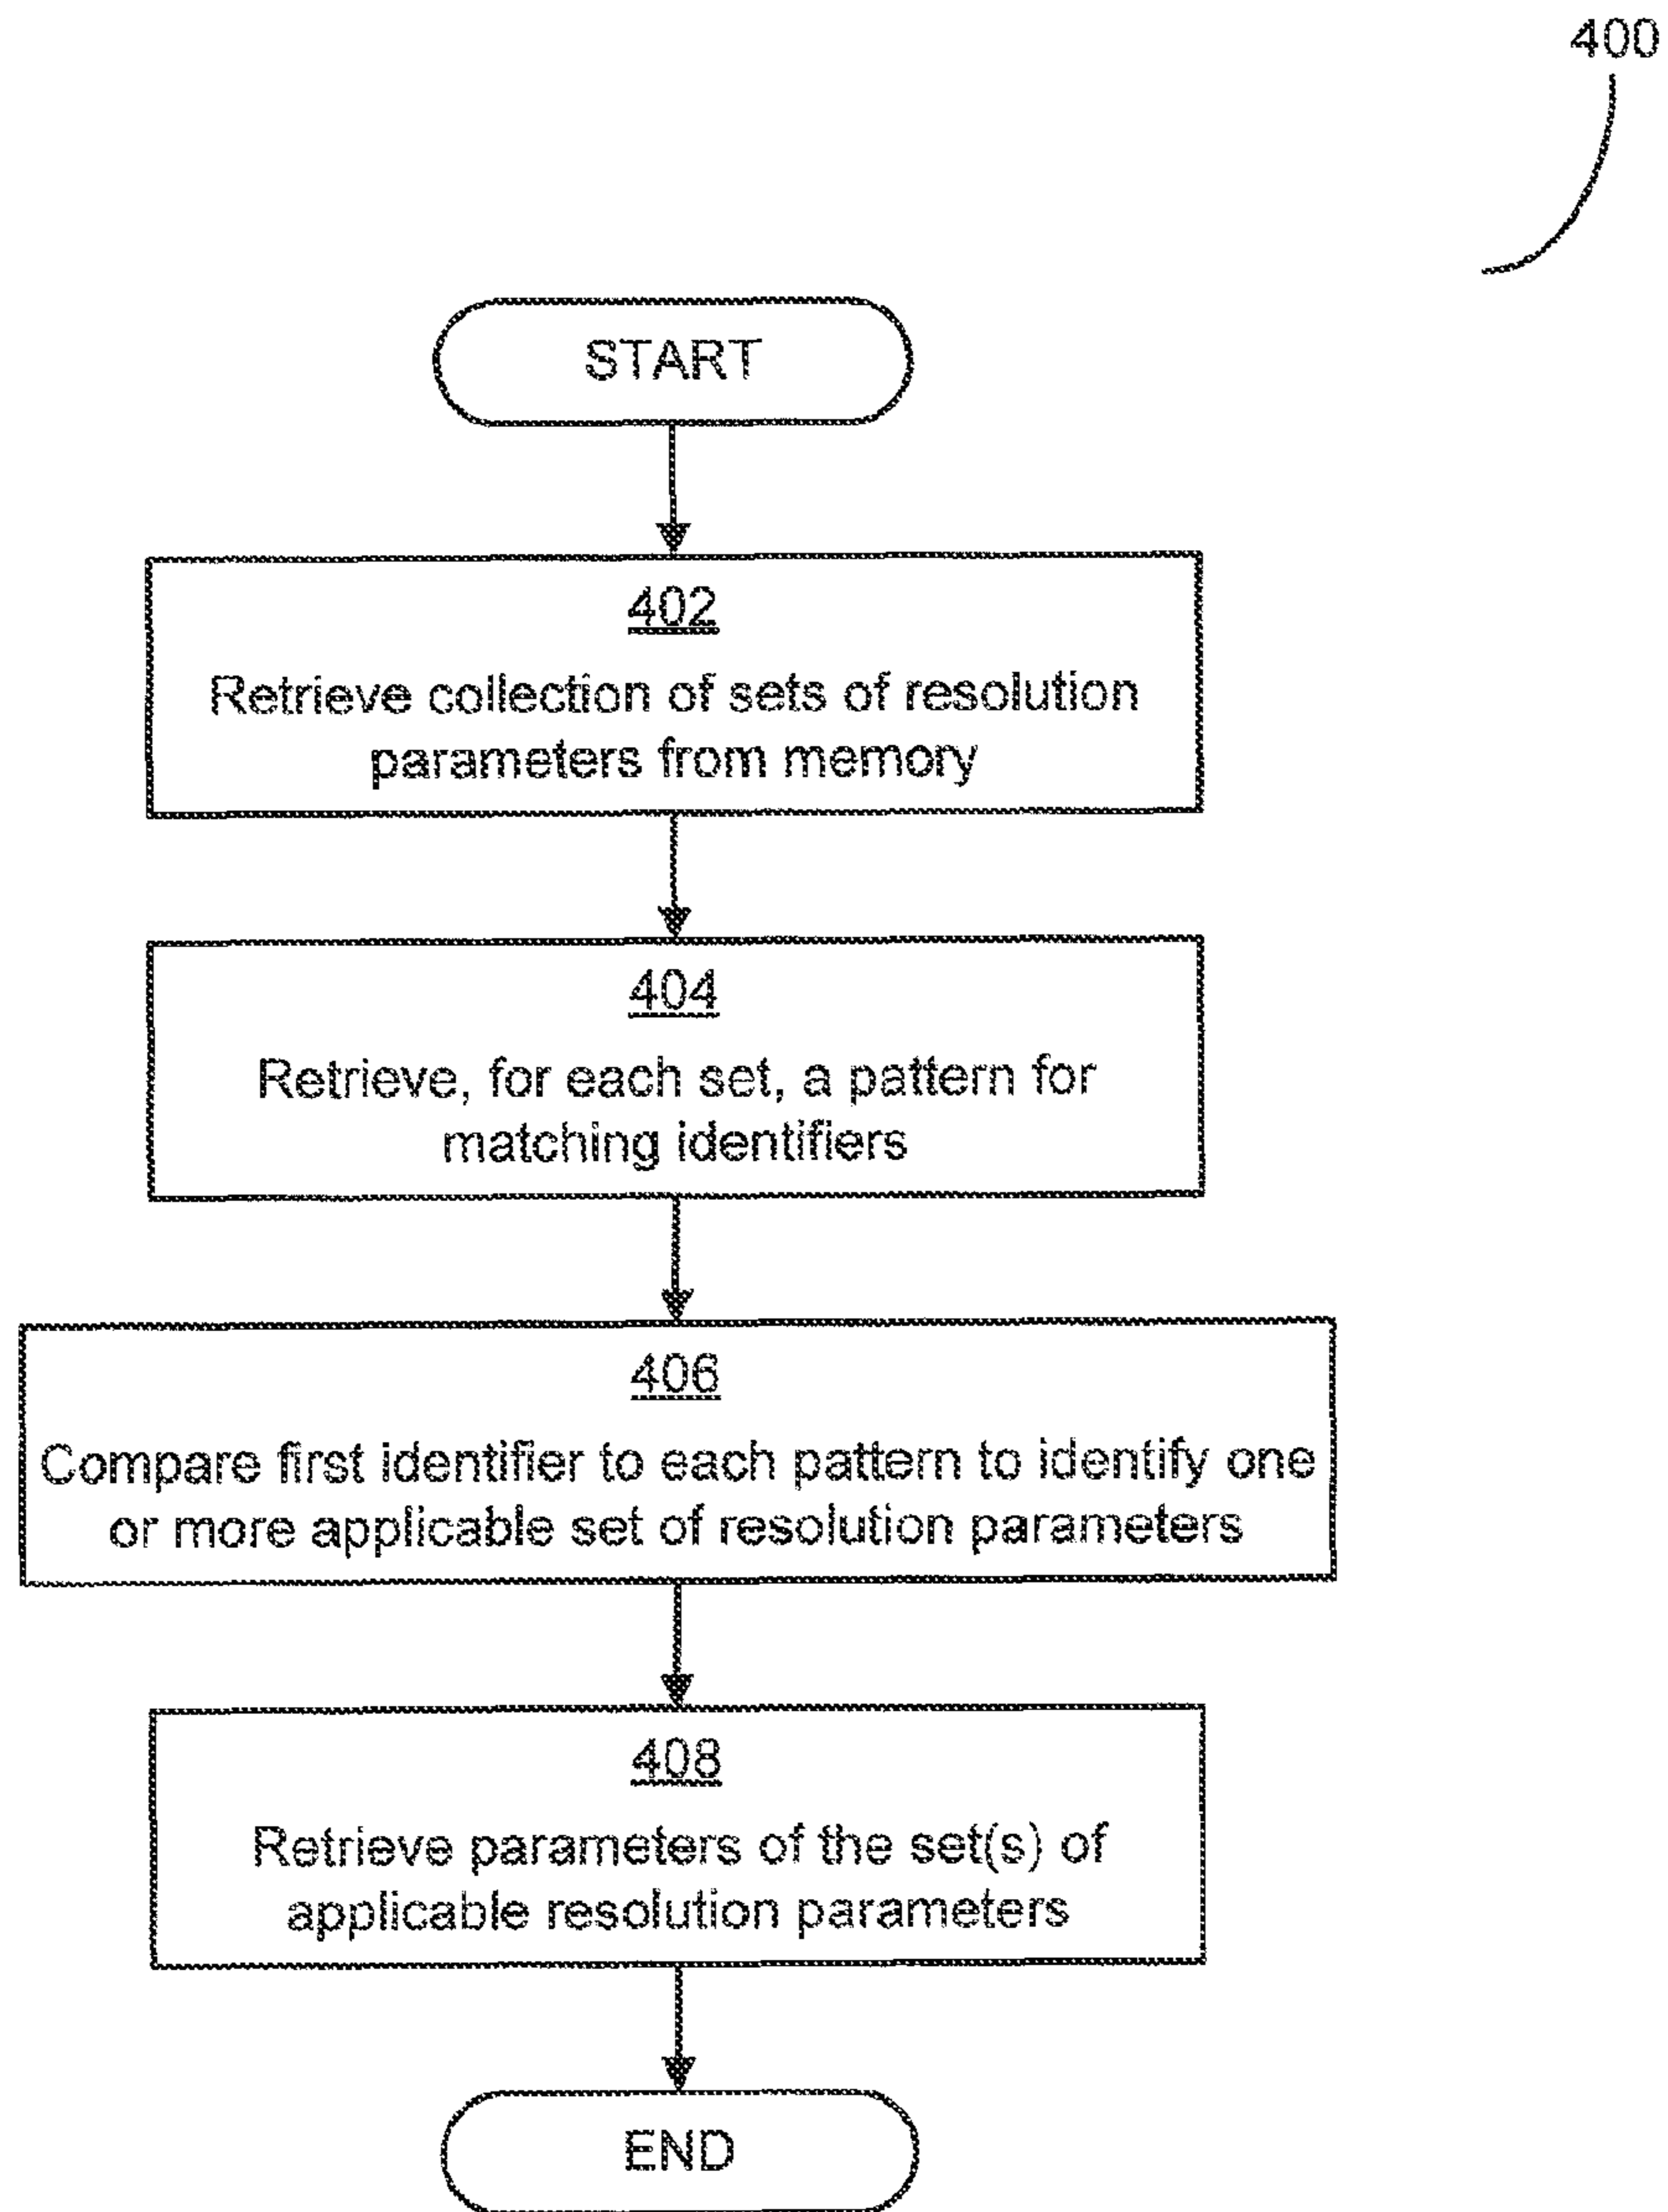 400
START
402
Retrieve collection of sets of resolution
parameters from memory
404
Retrieve, for each set, a pattern for
matching identifiers
406
Compare first identifier to each pattern to identify one
or more applicable set of resolution parameters
408
Retrieve parameters of the set(s) of
applicable resolution parameters
END